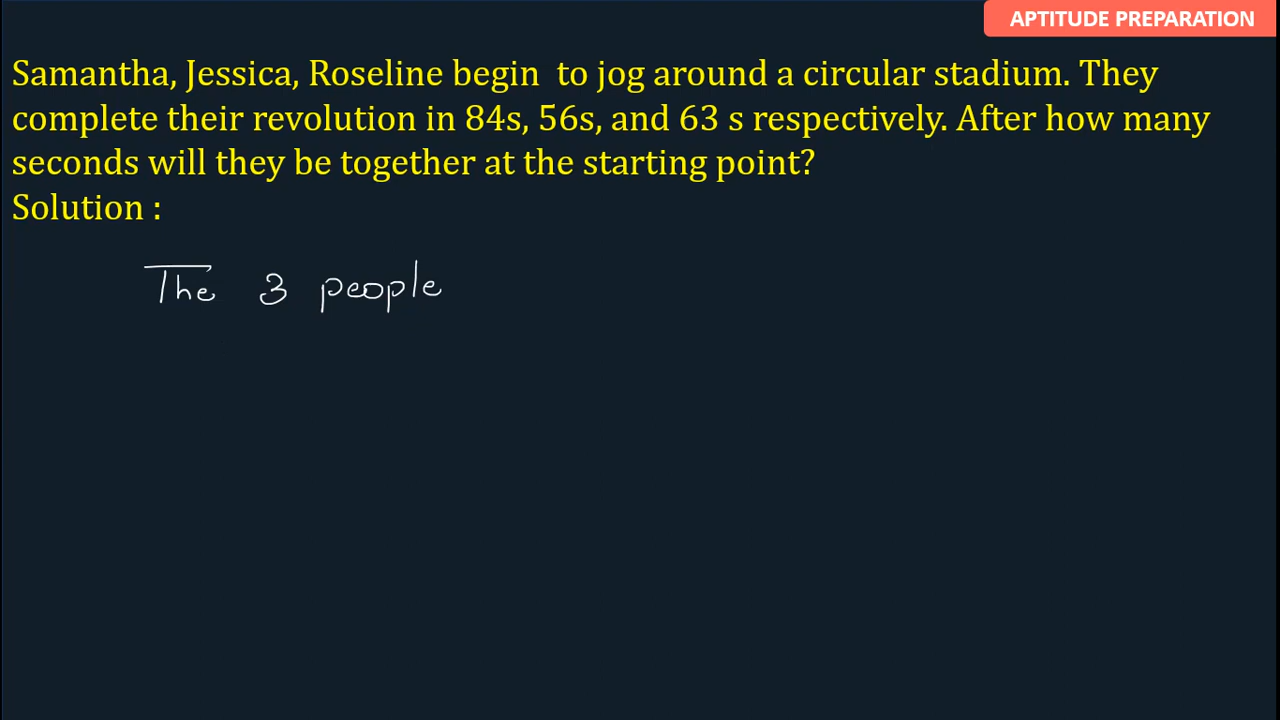 APTITUDE PREPARATION
Samantha, Jessica, Roseline begin  to jog around a circular stadium. They
complete their revolution in 84s, 56s, and 63 s respectively. After how many
seconds will they be together at the starting point?
Solution :
The 3 people